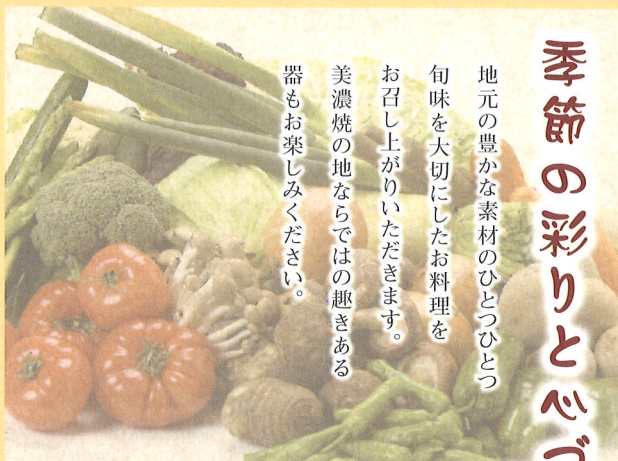 季節の彩りと心づ
地元の豊かな素材のひとつひとつ
旬味を大切にしたお料理を
お召し上がりいただきます。
美濃焼の地ならではの趣きある
器もお楽しみください。